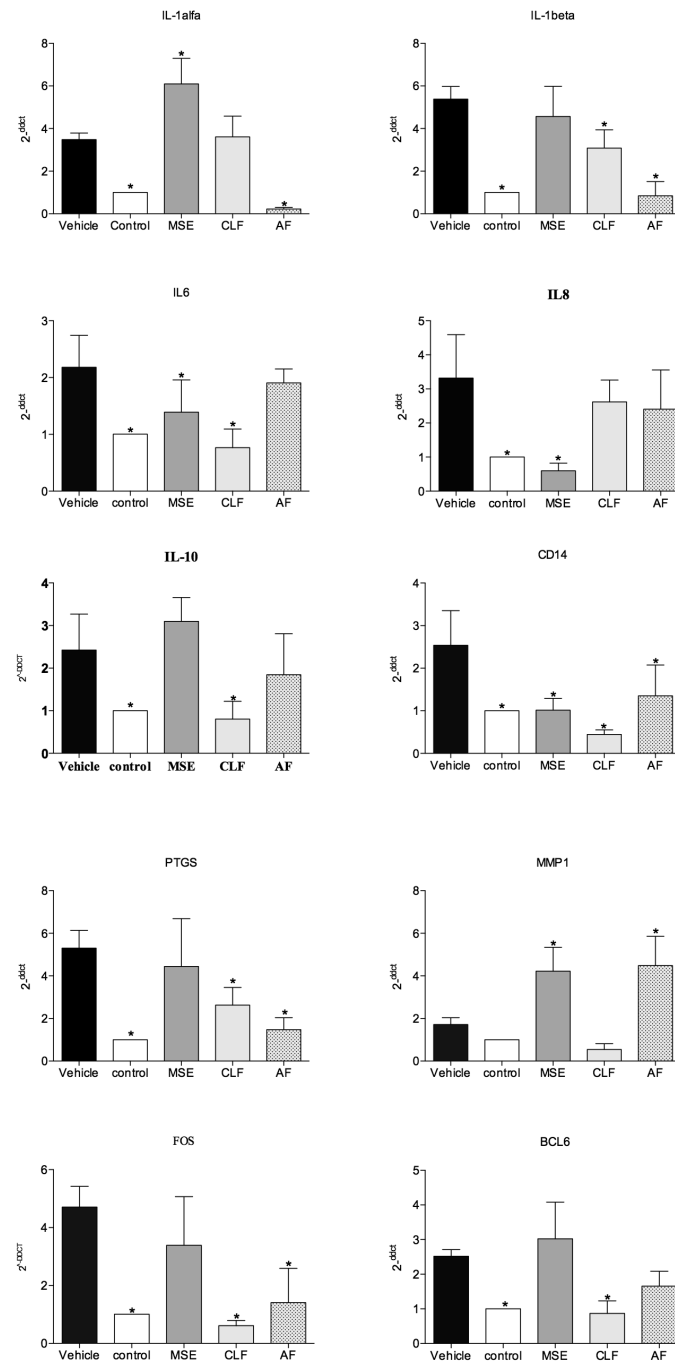 IL-1alfa
8
6
4
2
0
2-ddct
*
*
*
Vehicle Control MSE CLF AF
IL-1beta
8
6
4
2
0
2-ddct
*
*
*
Vehicle control MSE CLF AF
IL6
3
2
1
0
2-ddct
*
*
*
Vehicle control MSE CLF AF
IL8
5
4
3
2
1
0
2-ddct
*
*
Vehicle control MSE CLF AF
IL-10
4
3
2
1
0
2^-DDCT
*
*
Vehicle control MSE CLF AF
CD14
4
3
2
1
0
2-ddct
*
*
*
*
Vehicle control MSE CLF AF
PTGS
8
6
4
2
0
2-ddct
*
*
*
Vehicle control MSE CLF AF
MMP1
8
6
4
2
0
2-ddct
*
*
Vehicle control MSE CLF AF
FOS
6
4
2
0
2^-DDCT
*
*
*
Vehicle control MSE CLF AF
BCL6
5
4
3
2
1
0
2-ddct
*
*
Vehicle control MSE CLF AF